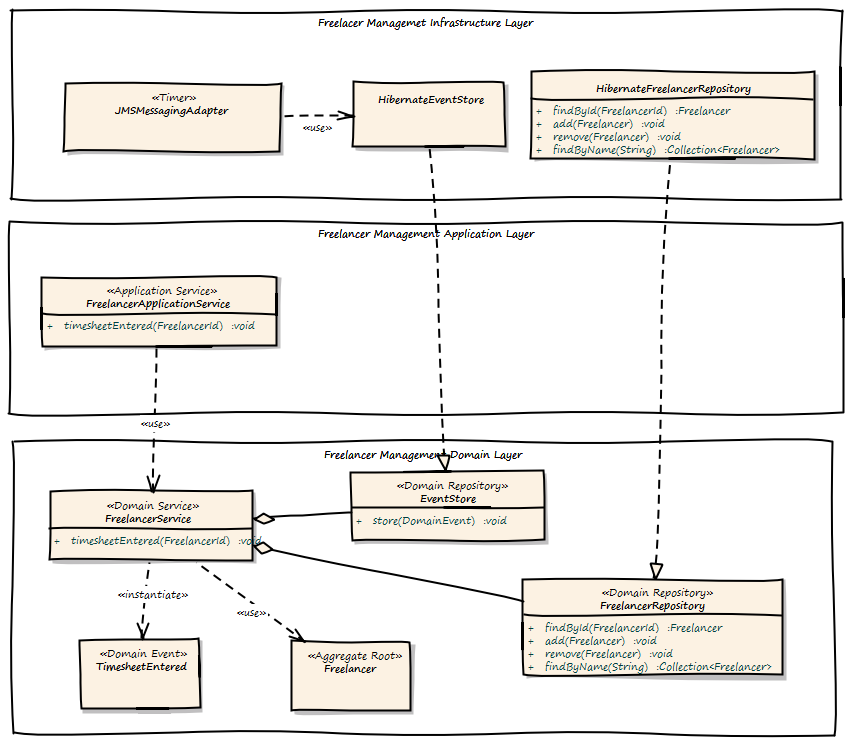 Freelacer Managemet Infrastructure Layer
«Timer»
JMSMessagingAdapter
«use»
HibernateEventStore
HibernateFreelancerRepository
+ findById(FreelancerId) :Freelancer
+ add(Freelancer) :void
+ remove(Freelancer) :void
+ findByName(String) :Collection<Freelancer>
Freelancer Management Application Layer
«Application Service»
FreelancerApplicationService
+ timesheetEntered(FreelancerId) :void
«use»
Freelancer Management Domain Layer
«Domain Service»
FreelancerService
+ timesheetEntered(FreelancerId) :void
«Domain Repository»
EventStore
+ store(DomainEvent) :void
«instantiate»
«use»
«Domain Repository»
FreelancerRepository
+ findById(FreelancerId) :Freelancer
+ add(Freelancer) :void
+ remove(Freelancer) :void
+ findByName(String) :Collection<Freelancer>
«Domain Event»
TimesheetEntered
«Aggregate Root»
Freelancer